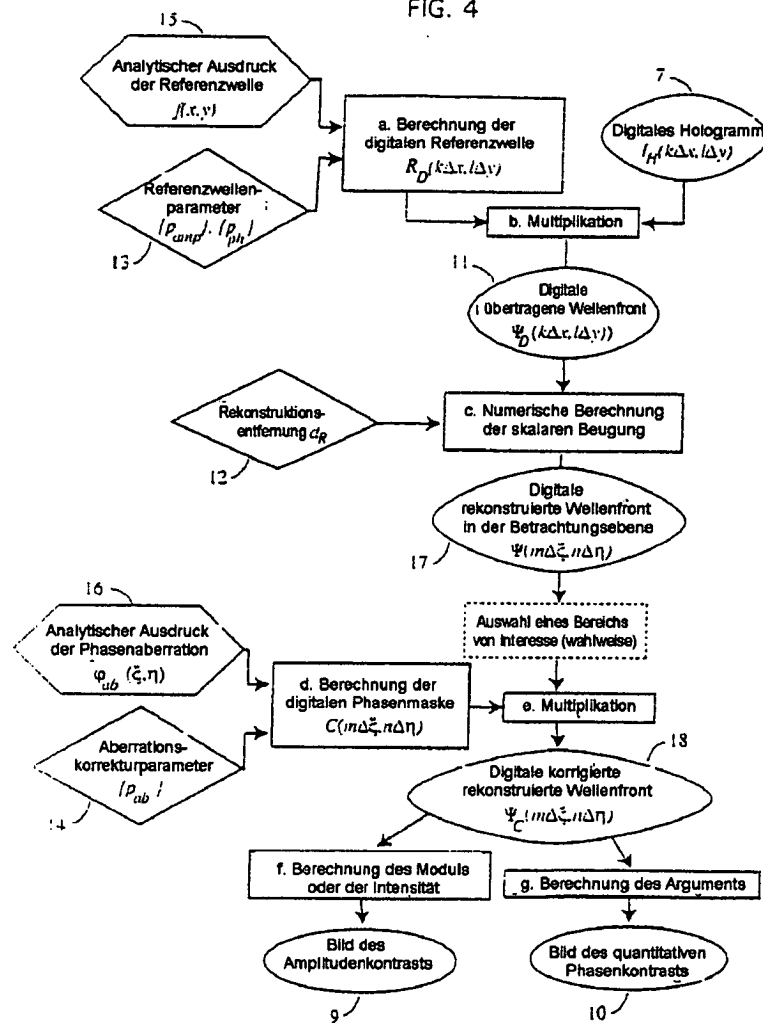 FIG. 4
15
Analytischer Ausdruck
der Referenzwelle
f(x,y)
7
a. Berechnung der
digitalen Referenzwelle
R_D(kΔx,lΔy)
Digitales Hologramm
I_H(kΔx,lΔy)
Referenzwellen-
parameter
{p_amp}, {p_ph}
13
b. Multiplikation
11
Digitale
übertragene Wellenfront
Ψ_D(kΔx,lΔy))
Rekonstruktions-
entfernung d_R
12
c. Numerische Berechnung
der skalaren Beugung
Digitale
rekonstruierte Wellenfront
in der Betrachtungsebene
Ψ(mΔξ,nΔη)
17
16
Analytischer Ausdruck
der Phasenaberration
φ_ab (ξ,η)
Auswahl eines Bereichs
von Interesse (wahlweise)
d. Berechnung der
digitalen Phasenmaske
C(mΔξ,nΔη)
e. Multiplikation
Aberrations-
korrekturparameter
{p_ab}
14
18
Digitale korrigierte
rekonstruierte Wellenfront
Ψ_C(mΔξ,nΔη)
f. Berechnung des Moduls
oder der Intensität
g. Berechnung des Arguments
Bild des
Amplitudenkontrasts
9
Bild des quantitativen
Phasenkontrasts
10